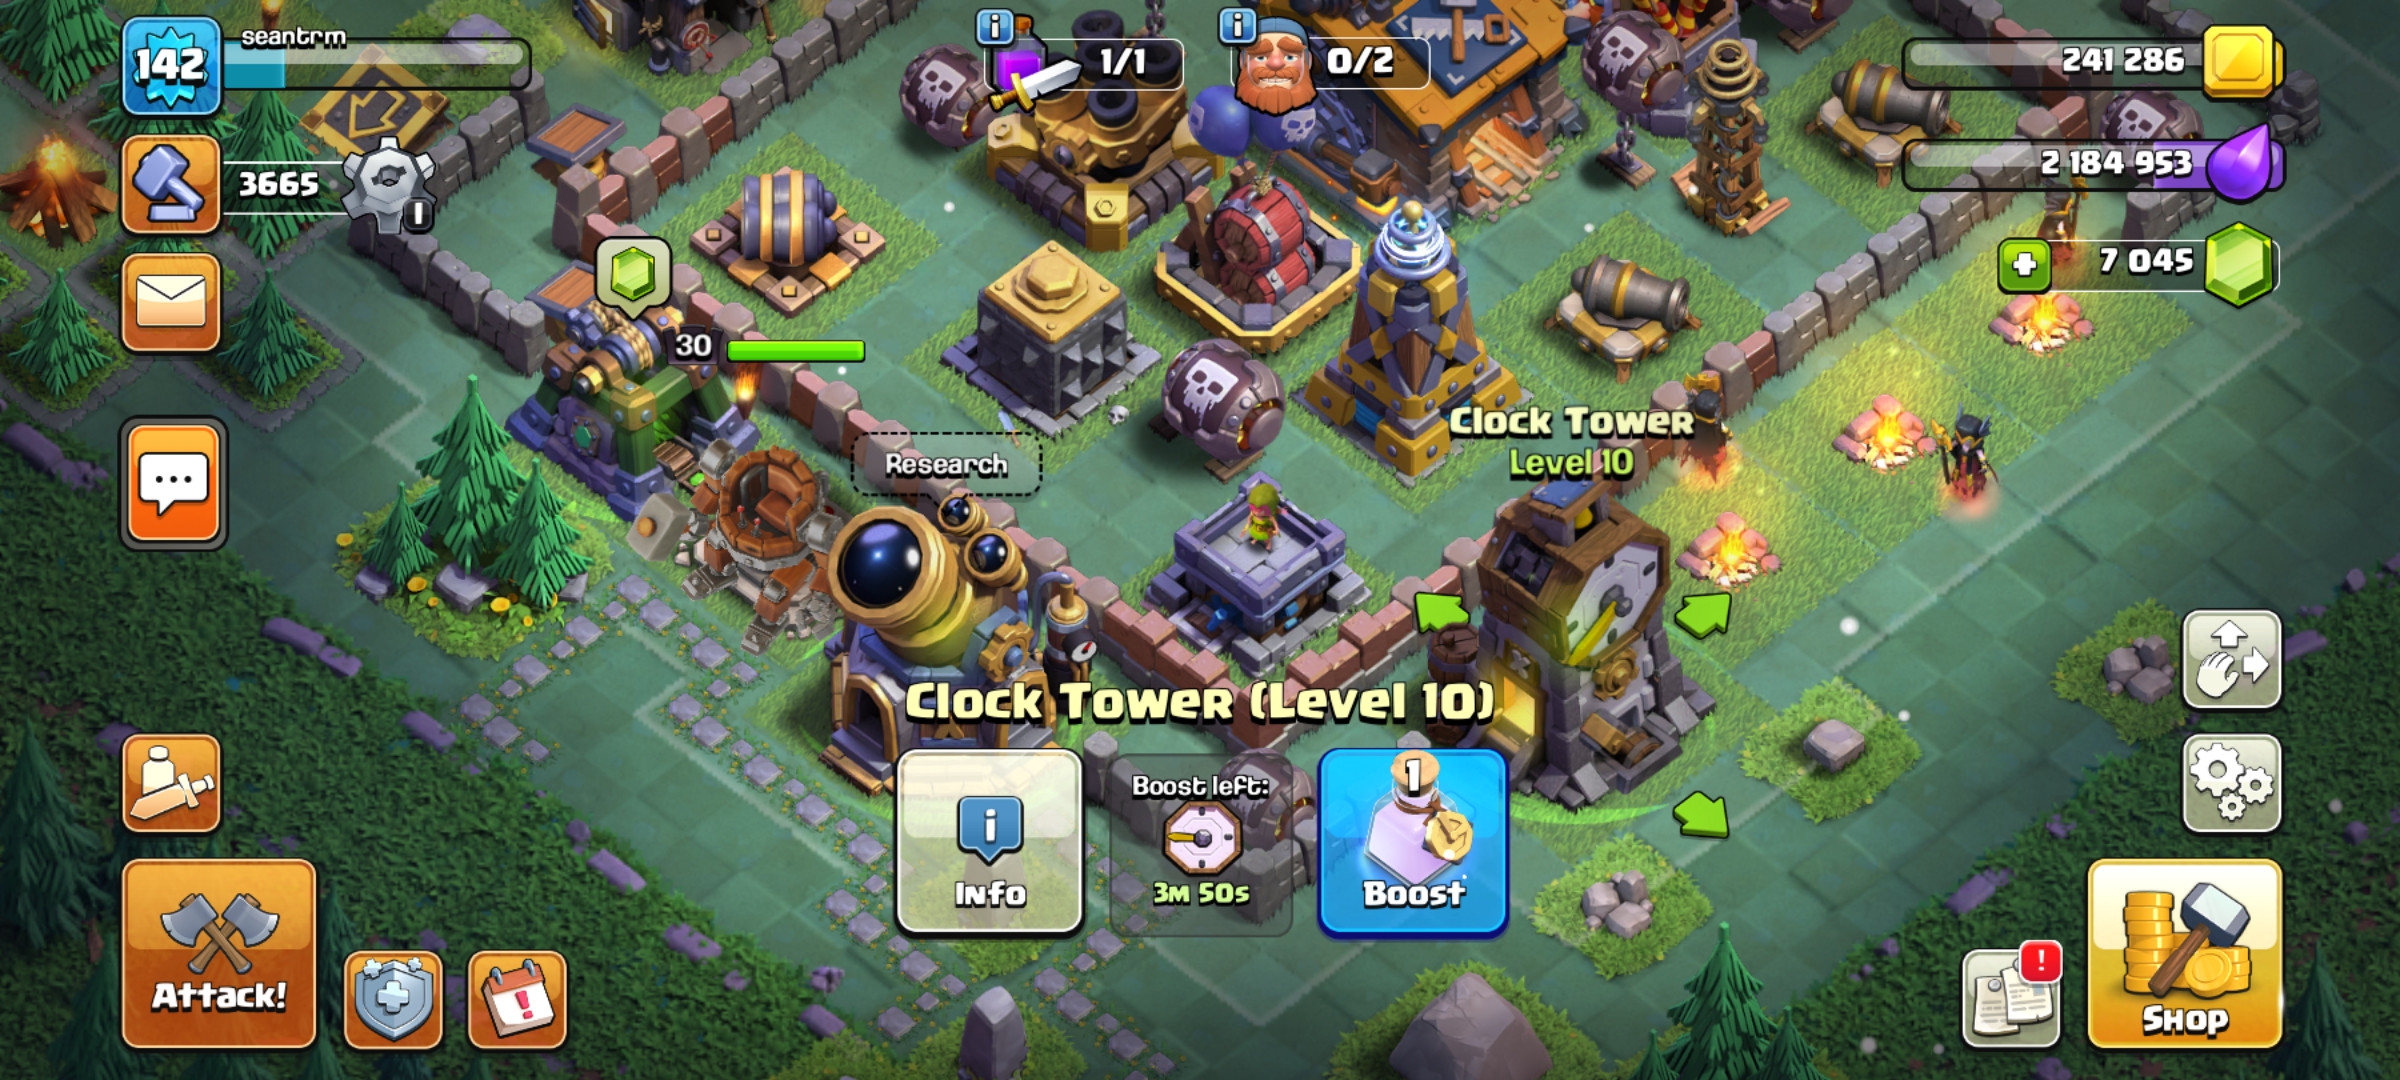 142
seantrm
1/1
0/2
241 286
3665
2 184 953
7 045
30
Research
Clock Tower
Level 10
Clock Tower (Level 10)
Info
Boost left:
3m 50s
1
Boost
Attack!
!
Shop